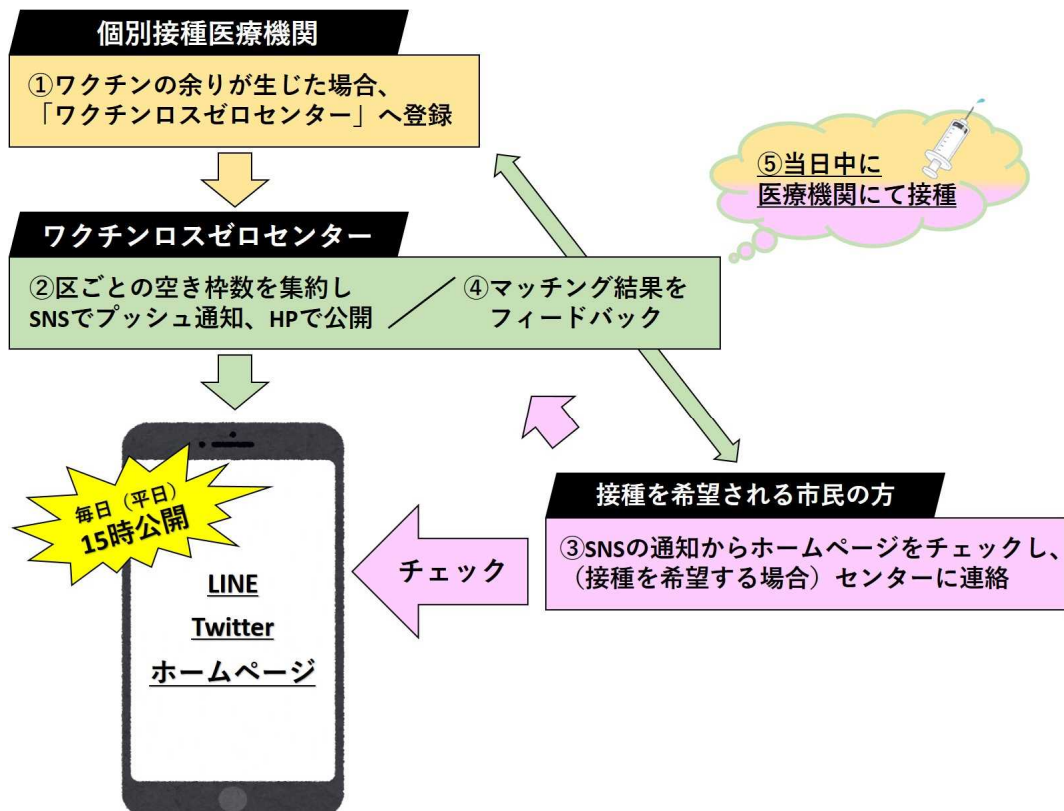 個別接種医療機関
①ワクチンの余りが生じた場合、
「ワクチンロスゼロセンター」へ登録
⑤当日中に
医療機関にて接種
ワクチンロスゼロセンター
②区ごとの空き枠数を集約し
SNSでプッシュ通知、HPで公開
④マッチング結果を
フィードバック
毎日（平日）
15時公開
LINE
Twitter
ホームページ
チェック
接種を希望される市民の方
③SNSの通知からホームページをチェックし、
（接種を希望する場合）センターに連絡